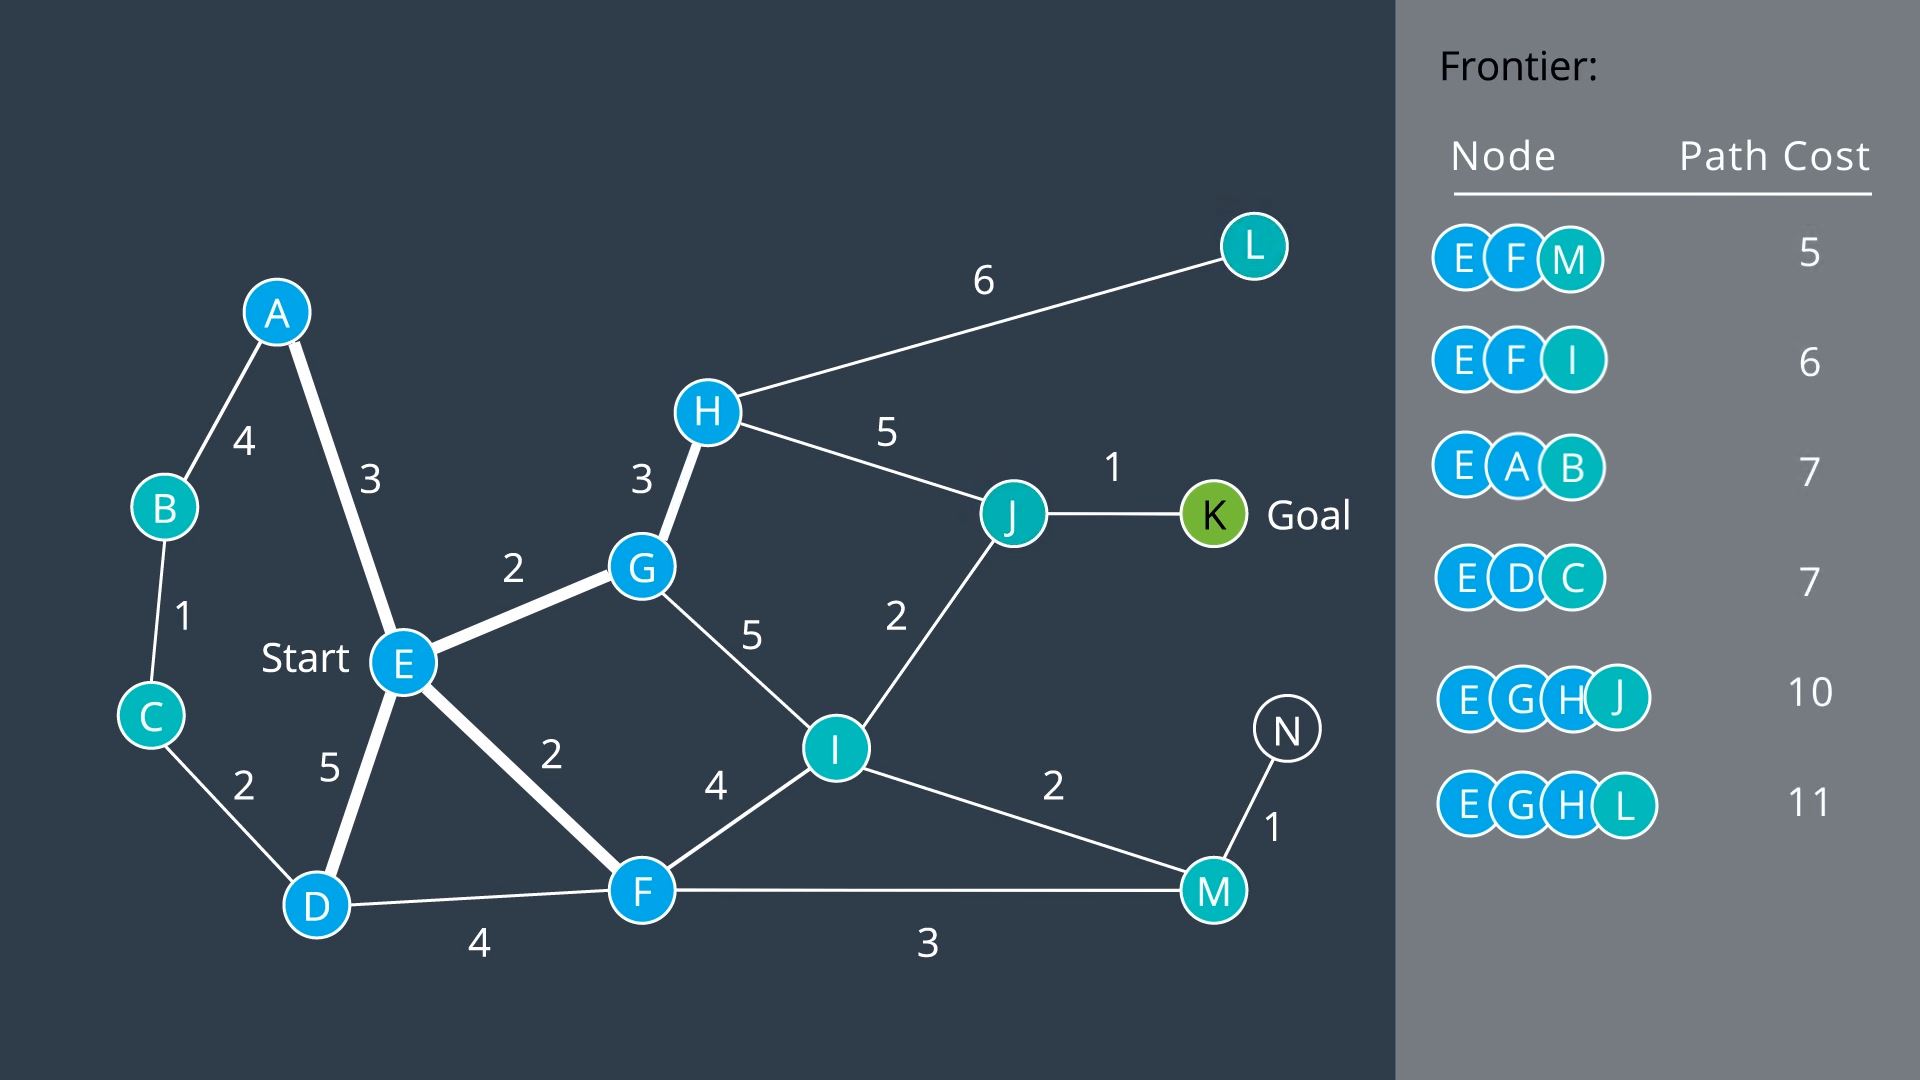 Frontier:
Node Path Cost
E F M 5
E F I 6
E A B 7
E D C 7
E G H J 10
E G H L 11
L
6
A
H
4
5
3
3
1
B
J
K Goal
2
G
1
2
5
Start E
C
N
I
5
2
4
2
2
1
D
F
M
4
3